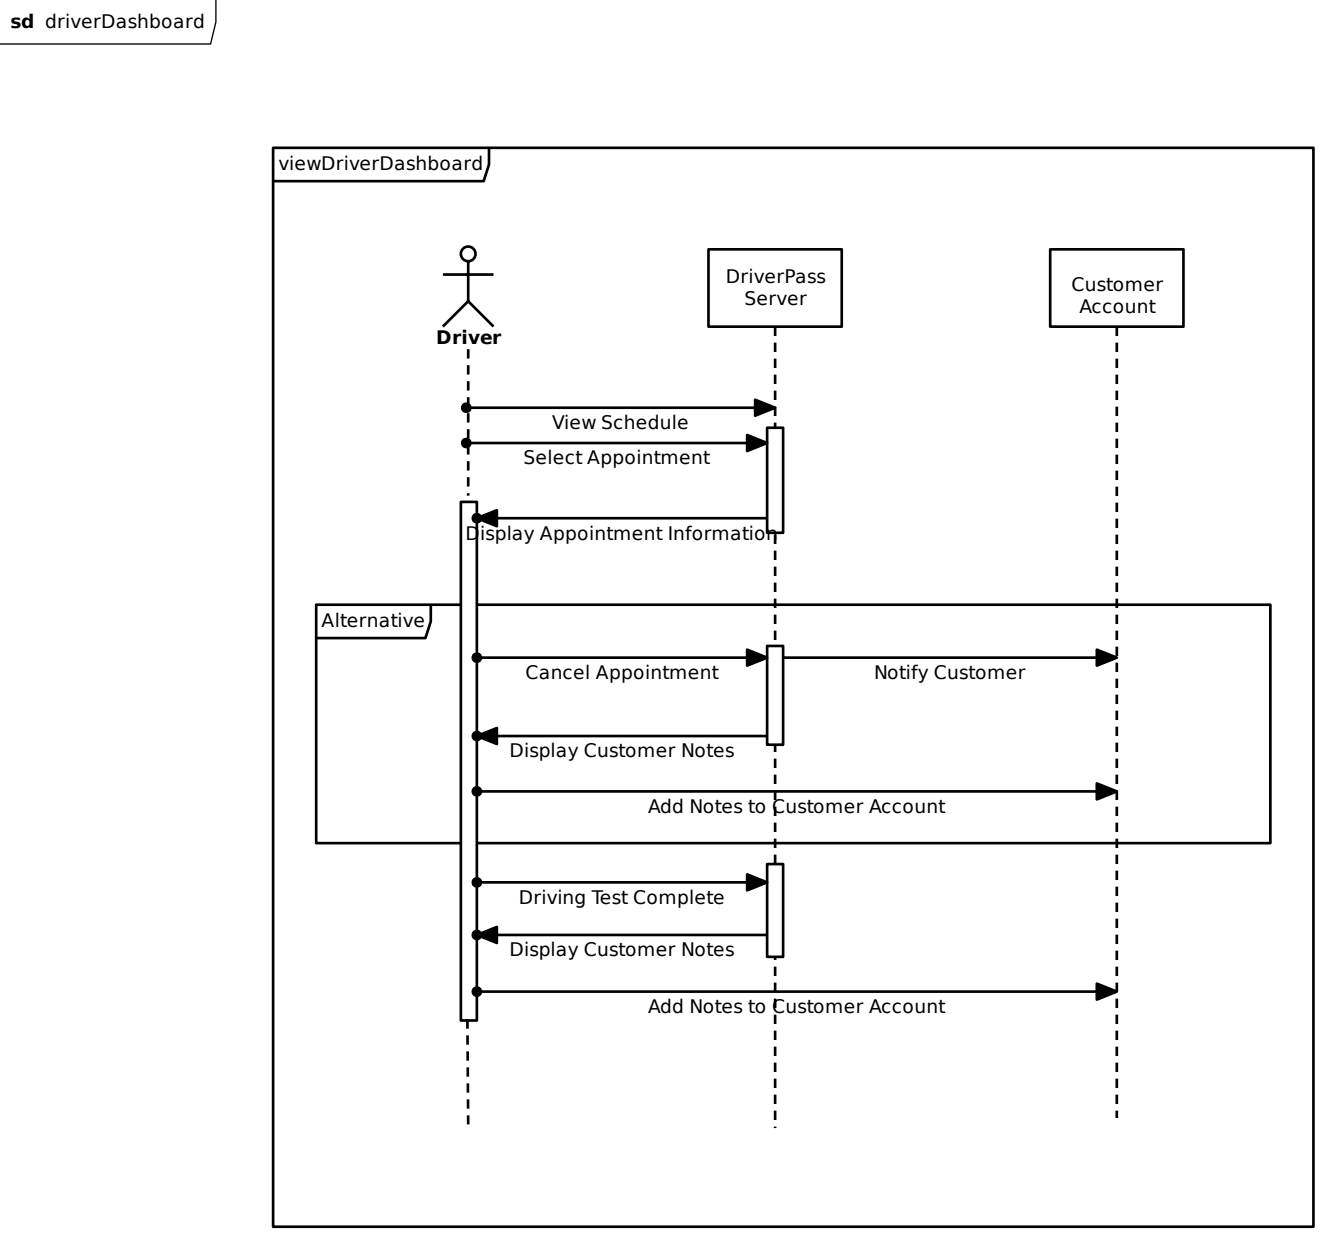 sd driverDashboard
viewDriverDashboard
Driver
DriverPass
Server
Customer
Account
View Schedule
Select Appointment
Display Appointment Information
Alternative
Cancel Appointment
Notify Customer
Display Customer Notes
Add Notes to Customer Account
Driving Test Complete
Display Customer Notes
Add Notes to Customer Account